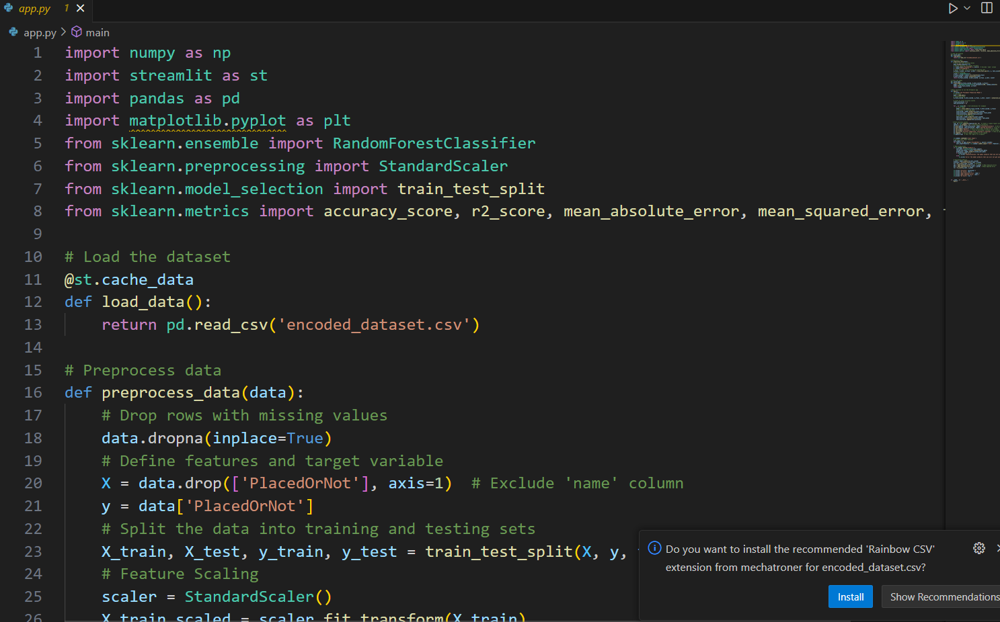 app.py 1
app.py > main
1 import numpy as np
2 import streamlit as st
3 import pandas as pd
4 import matplotlib.pyplot as plt
5 from sklearn.ensemble import RandomForestClassifier
6 from sklearn.preprocessing import StandardScaler
7 from sklearn.model_selection import train_test_split
8 from sklearn.metrics import accuracy_score, r2_score, mean_absolute_error, mean_squared_error,
9
10 # Load the dataset
11 @st.cache_data
12 def load_data():
13     return pd.read_csv('encoded_dataset.csv')
14
15 # Preprocess data
16 def preprocess_data(data):
17     # Drop rows with missing values
18     data.dropna(inplace=True)
19     # Define features and target variable
20     X = data.drop(['PlacedOrNot'], axis=1)  # Exclude 'name' column
21     y = data['PlacedOrNot']
22     # Split the data into training and testing sets
23     X_train, X_test, y_train, y_test = train_test_split(X, y,
24     # Feature Scaling
25     scaler = StandardScaler()
26     X_train_scaled = scaler.fit_transform(X_train)
Do you want to install the recommended 'Rainbow CSV'
extension from mechatroner for encoded_dataset.csv?
Install Show Recommendations